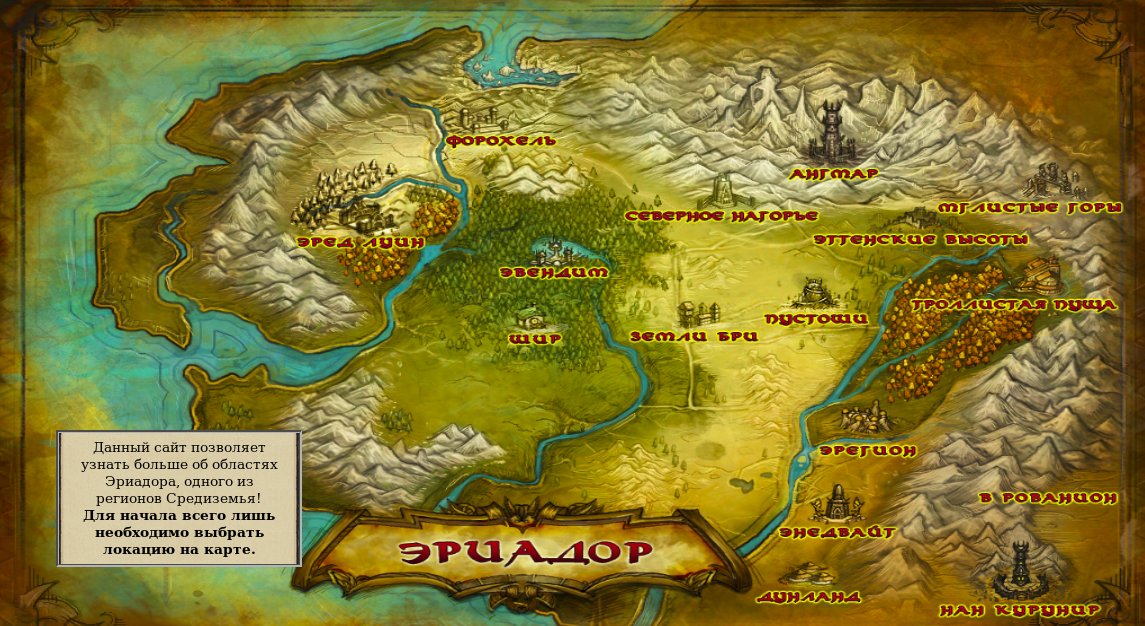 ФОРОХЕЛЬ
АНГМАР
МГЛИСТЫЕ ГОРЫ
СЕВЕРНОЕ НАГОРЬЕ
ЭРЕД ЛУИН
ЭТТЕНСКИЕ ВЫСОТЫ
ЭВЕНДИМ
ТРОЛЛИСТАЯ ПУЩА
ПУСТОШИ
ШИР
ЗЕМЛИ БРИ
ЭРЕГИОН
Данный сайт позволяет
узнать больше об областях
Эриадора, одного из
регионов Средиземья!
Для начала всего лишь
необходимо выбрать
локацию на карте.
В РОВАНИОН
ЭНЕДВАЙТ
ЭРИАДОР
ДУНЛАНД
НАН КУРУНИР